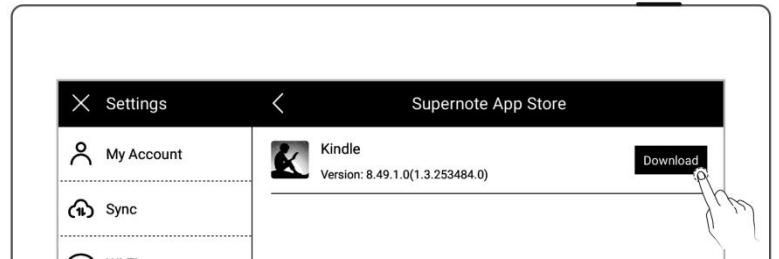 Settings
Supernote App Store
My Account
Kindle
Version: 8.49.1.0(1.3.253484.0)
Download
Sync